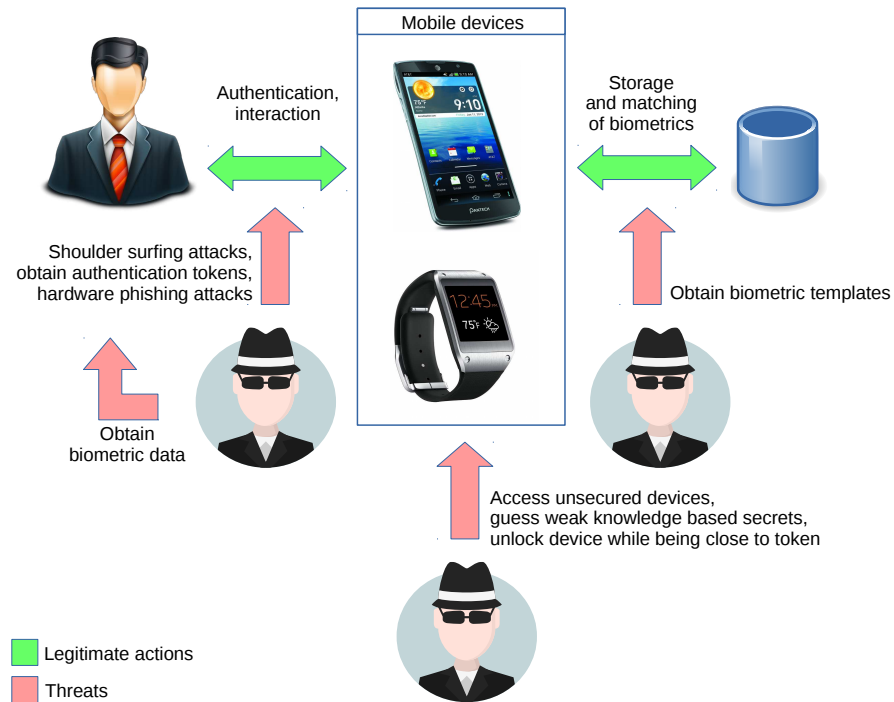 Mobile devices
Authentication,
interaction
Storage
and matching
of biometrics
75°F
9:10
PANTECH
Shoulder surfing attacks,
obtain authentication tokens,
hardware phishing attacks
12:45
75°F
Obtain biometric templates
Obtain
biometric data
Access unsecured devices,
guess weak knowledge based secrets,
unlock device while being close to token
Legitimate actions
Threats